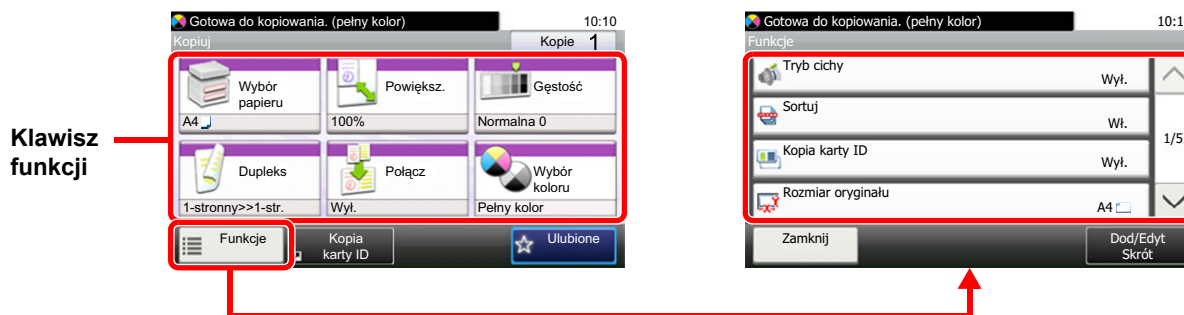 Gotowa do kopiowania. (pełny kolor) 10:10
Kopiuj
Kopie 1
Wybór
papieru
A4
Powiększ.
100%
Gęstość
Normalna 0
Dupleks
1-stronny>>1-str.
Połącz
Wył.
Wybór
koloru
Pełny kolor
Funkcje
Kopia
karty ID
Ulubione
Klawisz
funkcji
Gotowa do kopiowania. (pełny kolor) 10:1
Funkcje
Tryb cichy
Wył.
Sortuj
Wł.
Kopia karty ID
Wył.
Rozmiar oryginału
A4
1/5
Zamknij
Dod/Edyt
Skrót